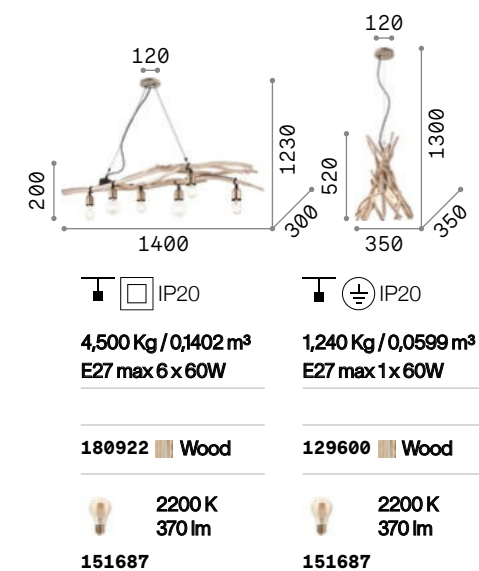 120
200
1230
300
1400
120
520
1300
350
350
IP20
4,500 Kg / 0,1402 m³
E27 max 6 x 60W
180922 Wood
2200 K
370 lm
151687
IP20
1,240 Kg / 0,0599 m³
E27 max 1 x 60W
129600 Wood
2200 K
370 lm
151687